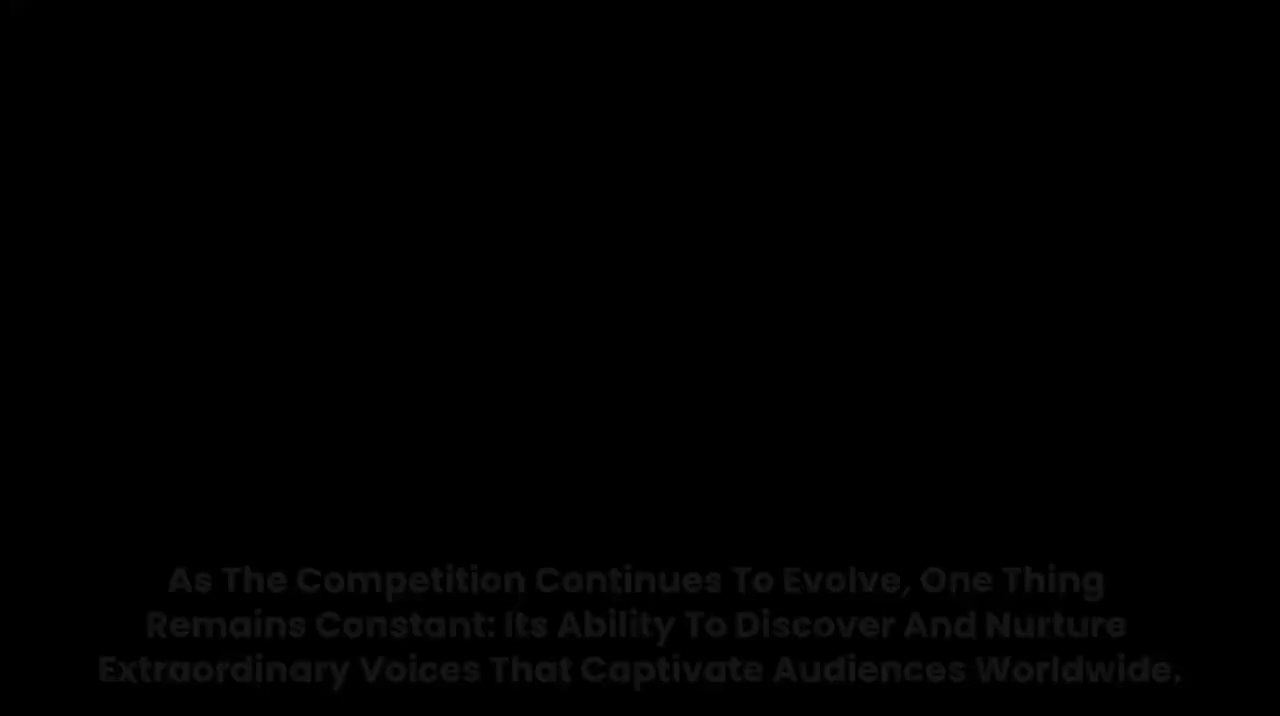 As The Competition Continues To Evolve, One Thing
Remains Constant: Its Ability To Discover And Nurture
Extraordinary Voices That Captivate Audiences Worldwide.